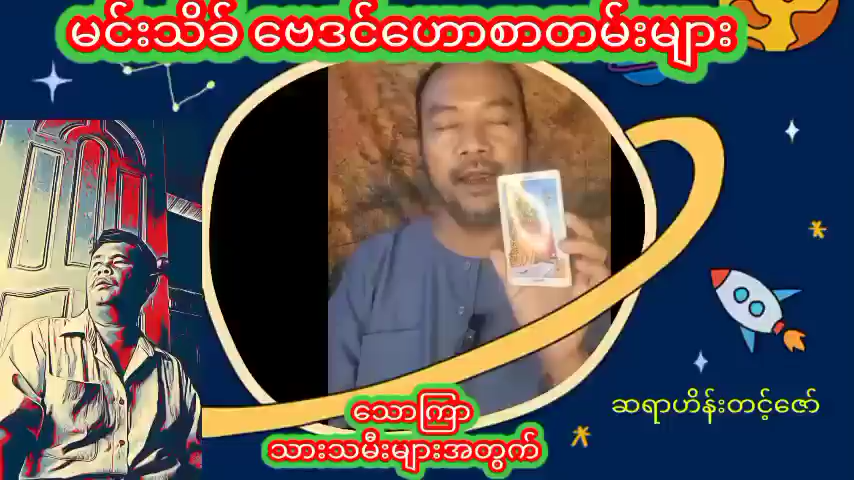 မင်းသိခ် ဗေဒင်ဟောစာတမ်းများ
ဆရာဟိန်းတင့်ဇော်
သောကြာ
သားသမီးများအတွက်